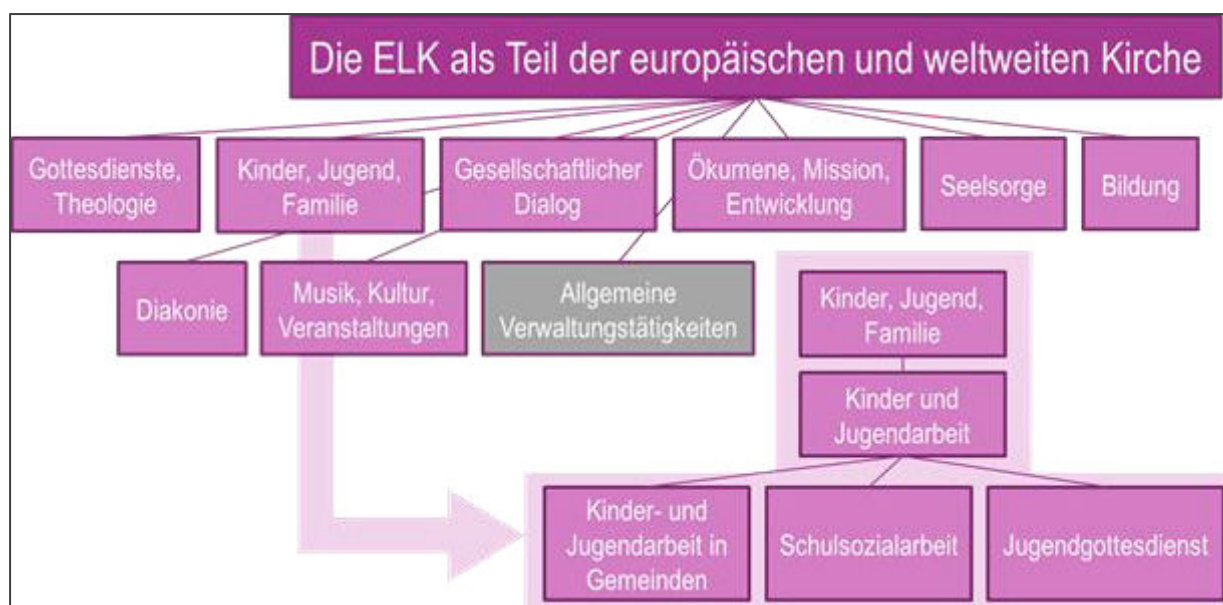 Die ELK als Teil der europäischen und weltweiten Kirche
Gottesdienste,
Theologie
Kinder, Jugend,
Familie
Gesellschaftlicher
Dialog
Ökumene, Mission,
Entwicklung
Seelsorge
Bildung
Diakonie
Musik, Kultur,
Veranstaltungen
Allgemeine
Verwaltungstätigkeiten
Kinder, Jugend,
Familie
Kinder und
Jugendarbeit
Kinder- und
Jugendarbeit in
Gemeinden
Schulsozialarbeit
Jugendgottesdienst